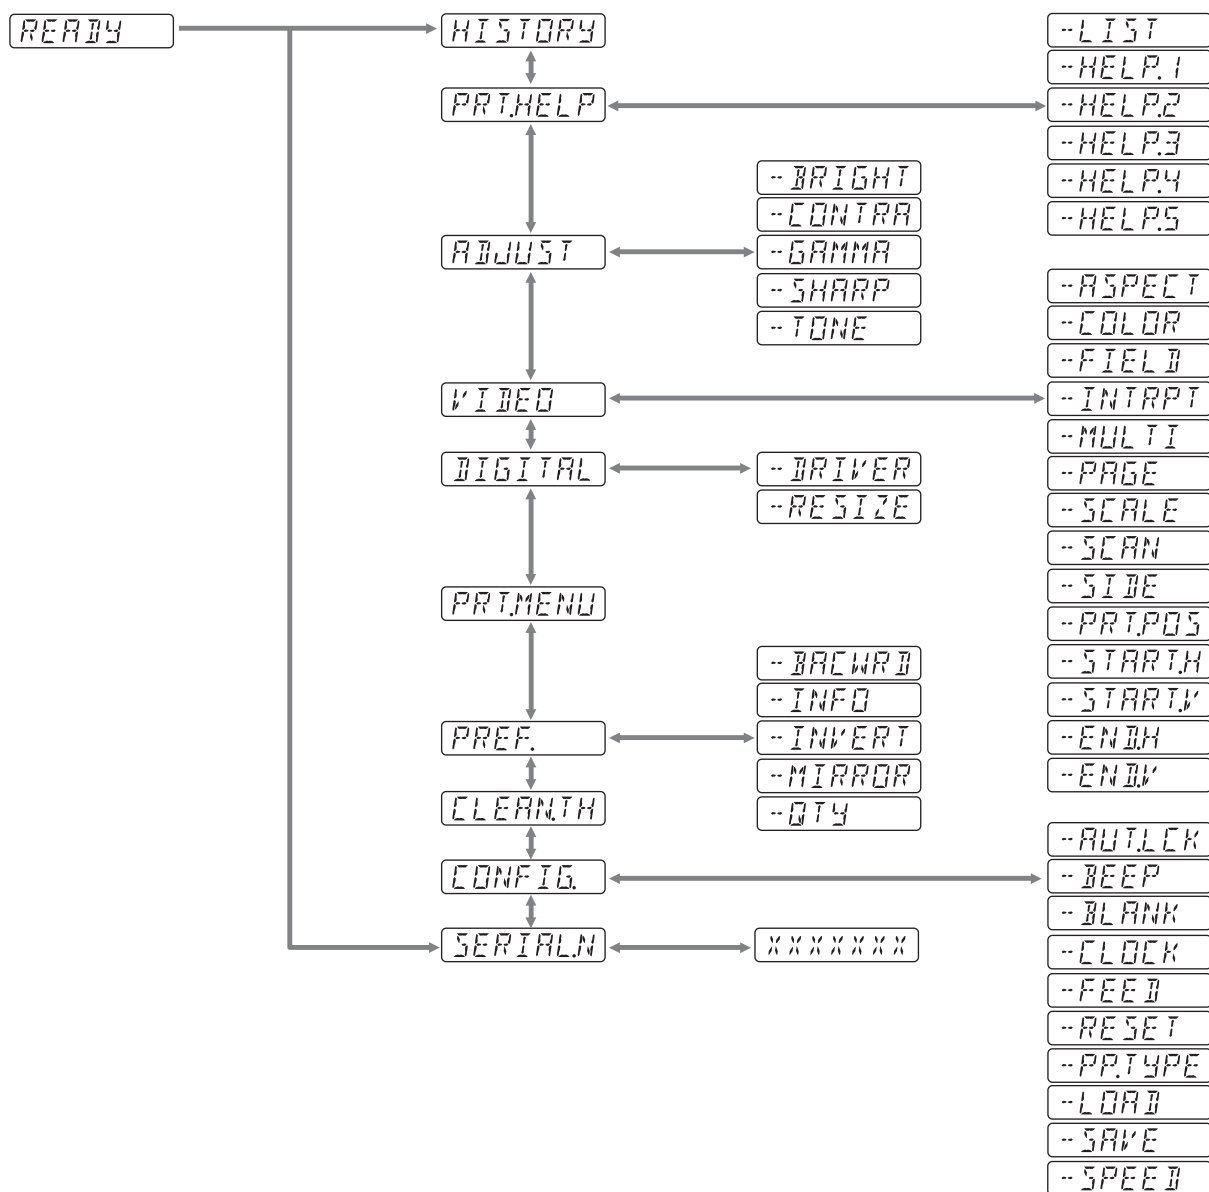 READY
HISTORY
PRT.HELP
ADJUST
VIDEO
DIGITAL
PRT.MENU
PREF.
CLEAN.TH
CONFIG.
SERIAL.N
--BRIGHT
--CONTRA
--GAMMA
--SHARP
--TONE
--DRIVER
--RESIZE
--BACWRD
--INFO
--INVERT
--MIRROR
--QTY
XXXXXXX
--LIST
--HELP.1
--HELP.2
--HELP.3
--HELP.4
--HELP.5
--ASPECT
--COLOR
--FIELD
--INTRPT
--MULTI
--PAGE
--SCALE
--SCAN
--SIDE
--PRT.POS
--START.H
--START.V
--END.H
--END.V
--AUT.LCK
--BEEP
--BLANK
--CLOCK
--FEED
--RESET
--PP.TYPE
--LOAD
--SAVE
--SPEED